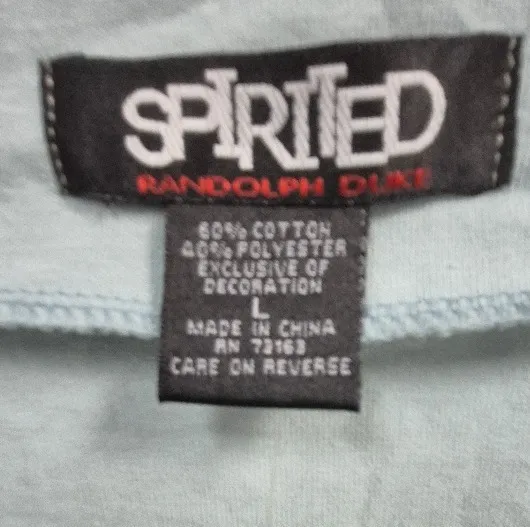 SPIRITED
RANDOLPH DUKE
60% COTTON
40% POLYESTER
EXCLUSIVE OF
DECORATION
L
MADE IN CHINA
RN 73163
CARE ON REVERSE